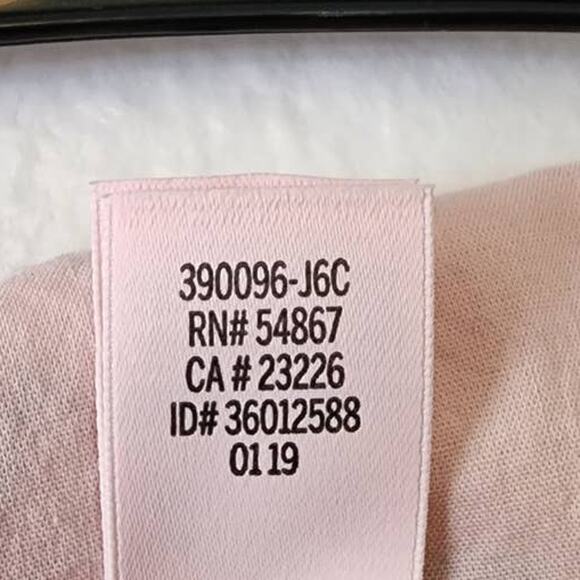 390096-J6C
RN# 54867
CA # 23226
ID# 36012588
01 19